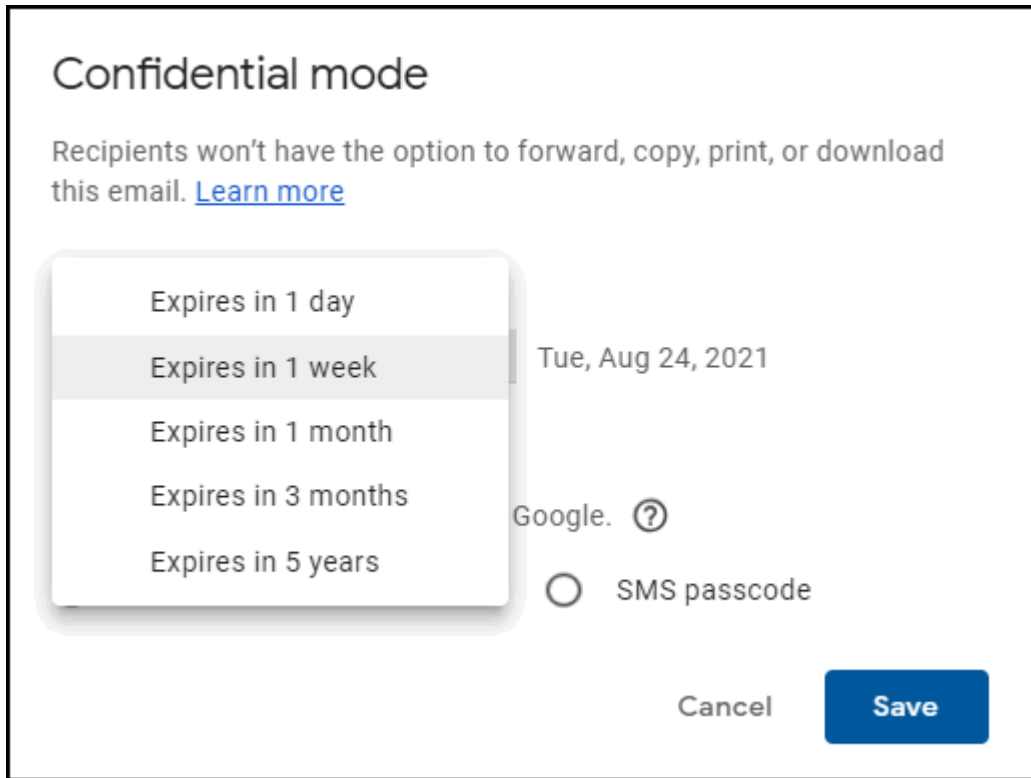 Confidential mode
Recipients won't have the option to forward, copy, print, or download
this email. Learn more
Expires in 1 day
Expires in 1 week
Tue, Aug 24, 2021
Expires in 1 month
Expires in 3 months
Google.
Expires in 5 years
SMS passcode
Cancel
Save